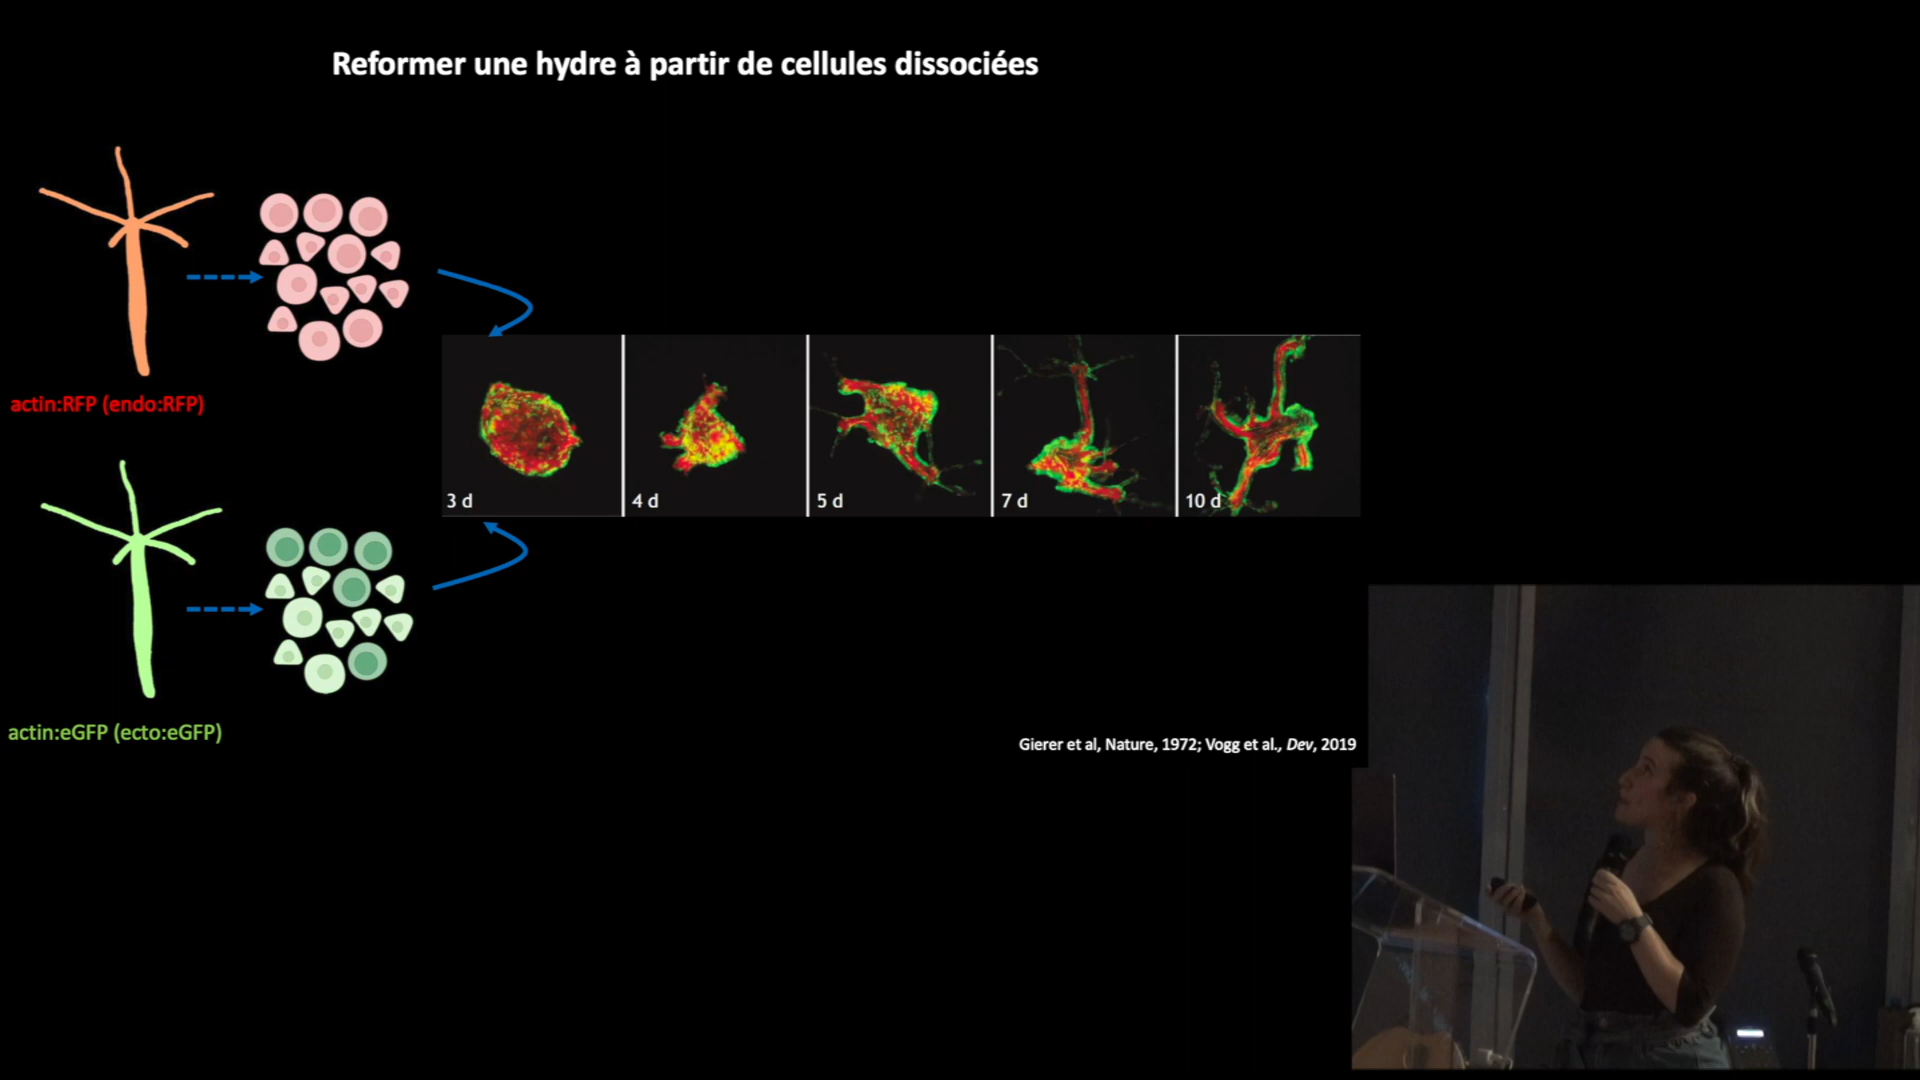 Reformer une hydre à partir de cellules dissociées
actin:RFP (endo:RFP)
3 d
4 d
5 d
7 d
10 d
actin:eGFP (ecto:eGFP)
Gierer et al, Nature, 1972; Vogg et al., Dev, 2019